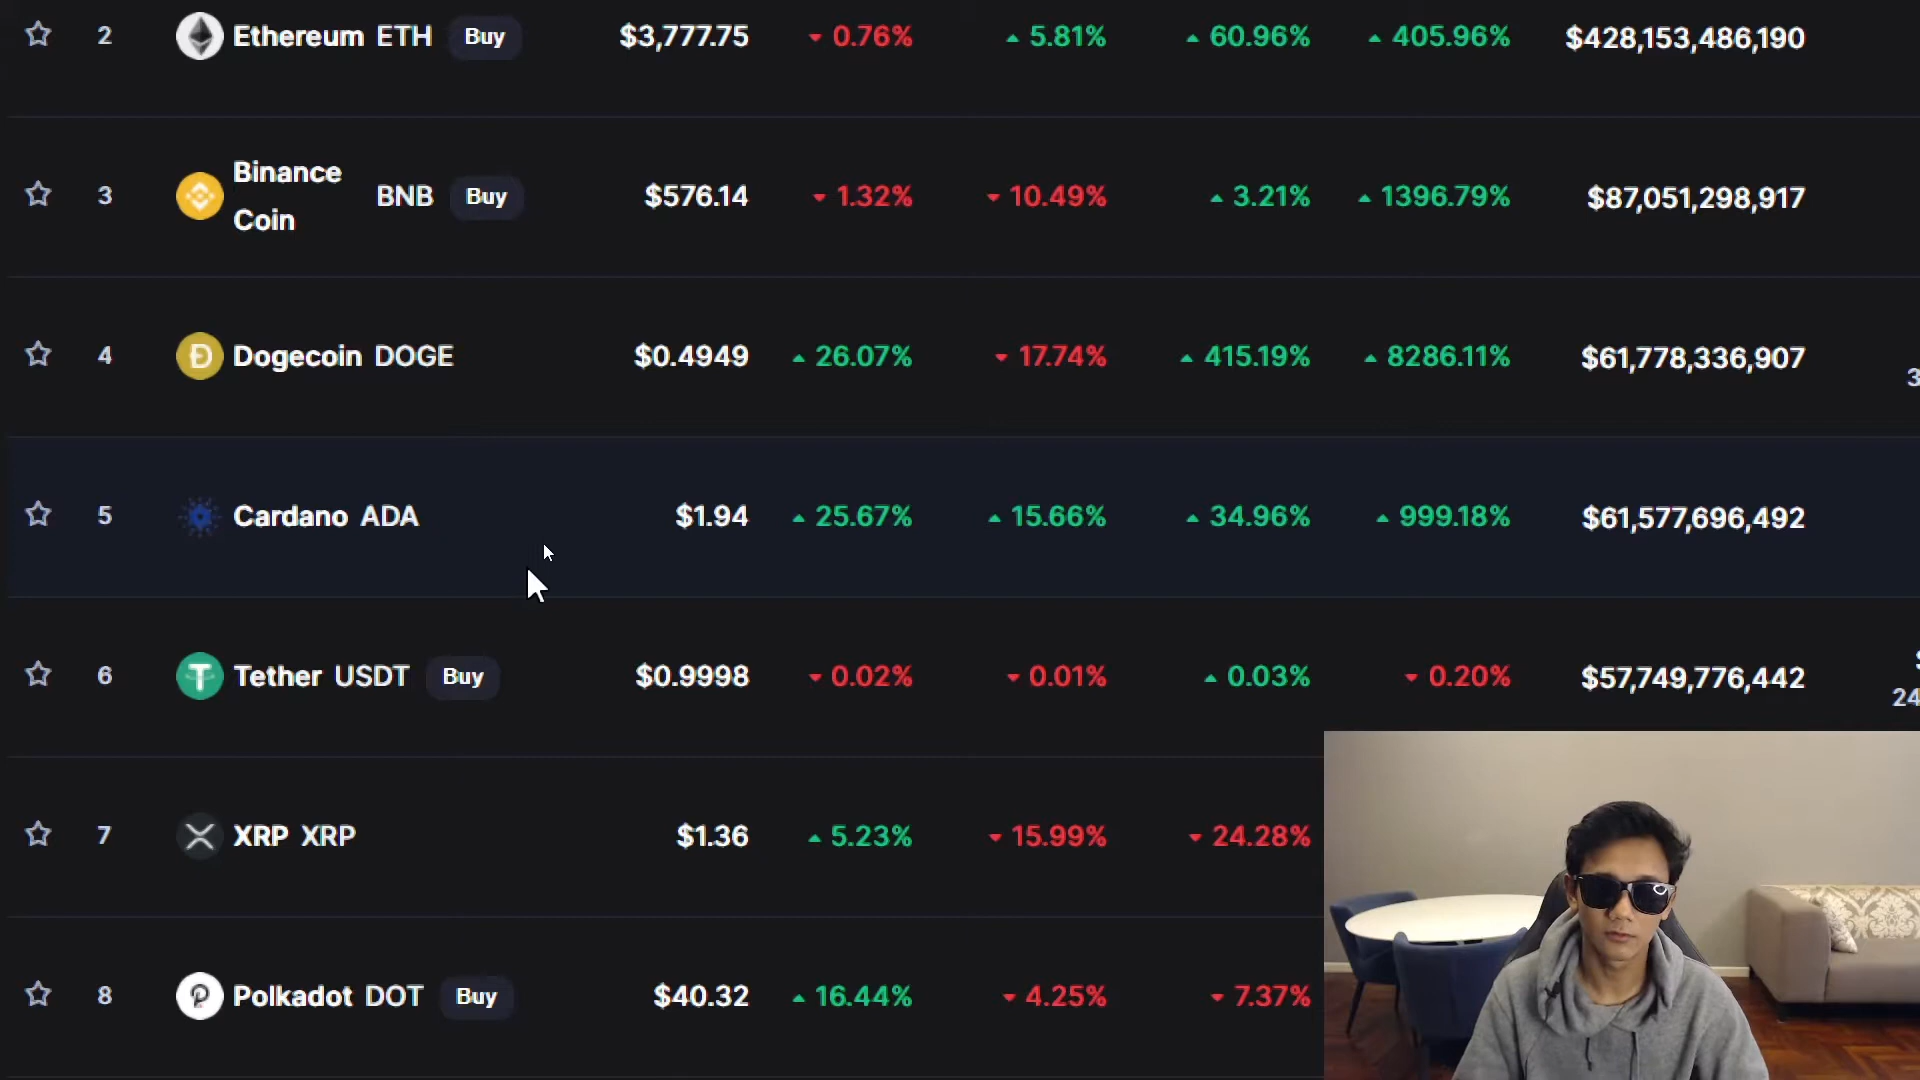 2 Ethereum ETH Buy $3,777.75 0.76% 5.81% 60.96% 405.96% $428,153,486,190
3 Binance Coin BNB Buy $576.14 1.32% 10.49% 3.21% 1396.79% $87,051,298,917
4 Dogecoin DOGE $0.4949 26.07% 17.74% 415.19% 8286.11% $61,778,336,907
3
5 Cardano ADA $1.94 25.67% 15.66% 34.96% 999.18% $61,577,696,492
6 Tether USDT Buy $0.9998 0.02% 0.01% 0.03% 0.20% $57,749,776,442
24
7 XRP XRP $1.36 5.23% 15.99% 24.28%
8 Polkadot DOT Buy $40.32 16.44% 4.25% 7.37%